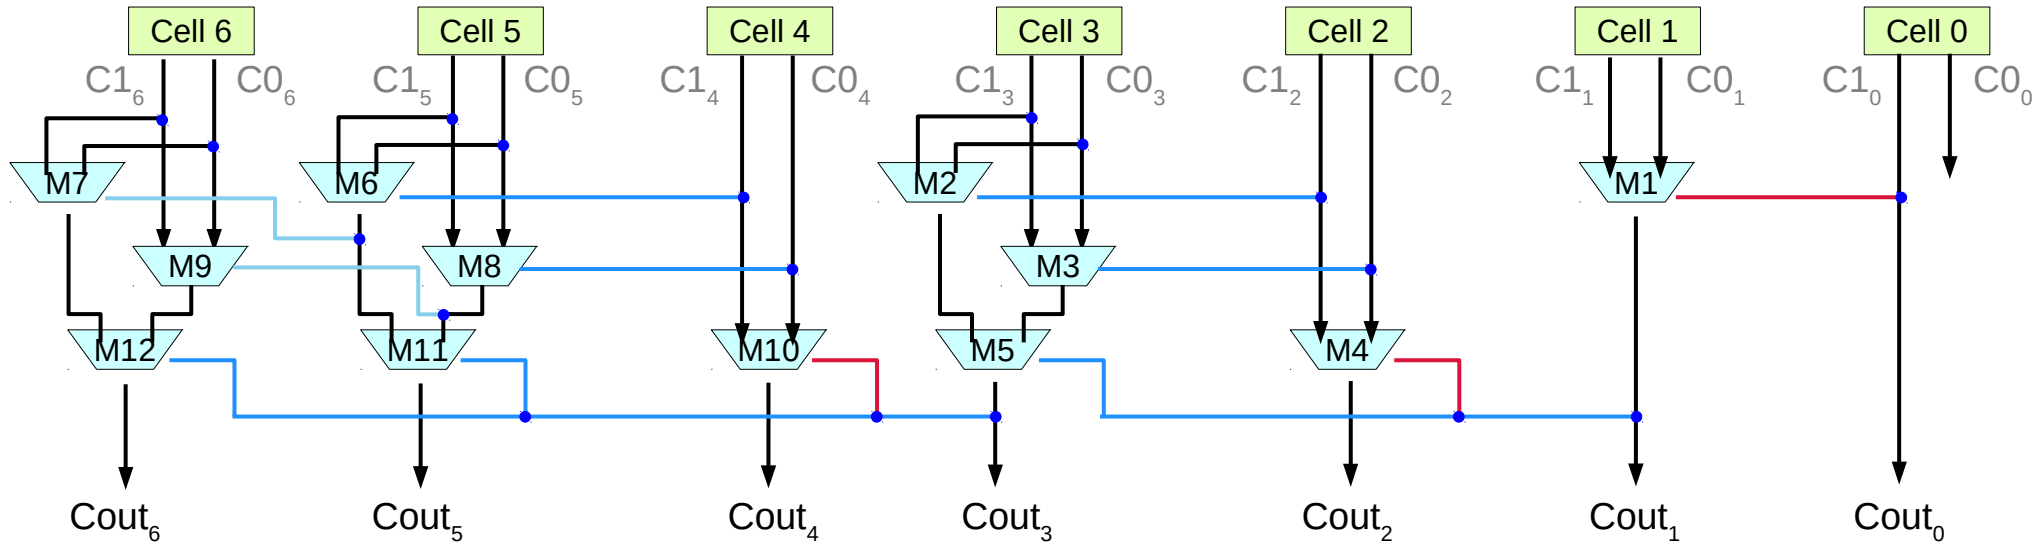 Cell 6 Cell 5 Cell 4 Cell 3 Cell 2 Cell 1 Cell 0
C1₆ C0₆ C1₅ C0₅ C1₄ C0₄ C1₃ C0₃ C1₂ C0₂ C1₁ C0₁ C1₀ C0₀
M7 M6 M2 M1
M9 M8 M3
M12 M11 M10 M5 M4
Cout₆ Cout₅ Cout₄ Cout₃ Cout₂ Cout₁ Cout₀